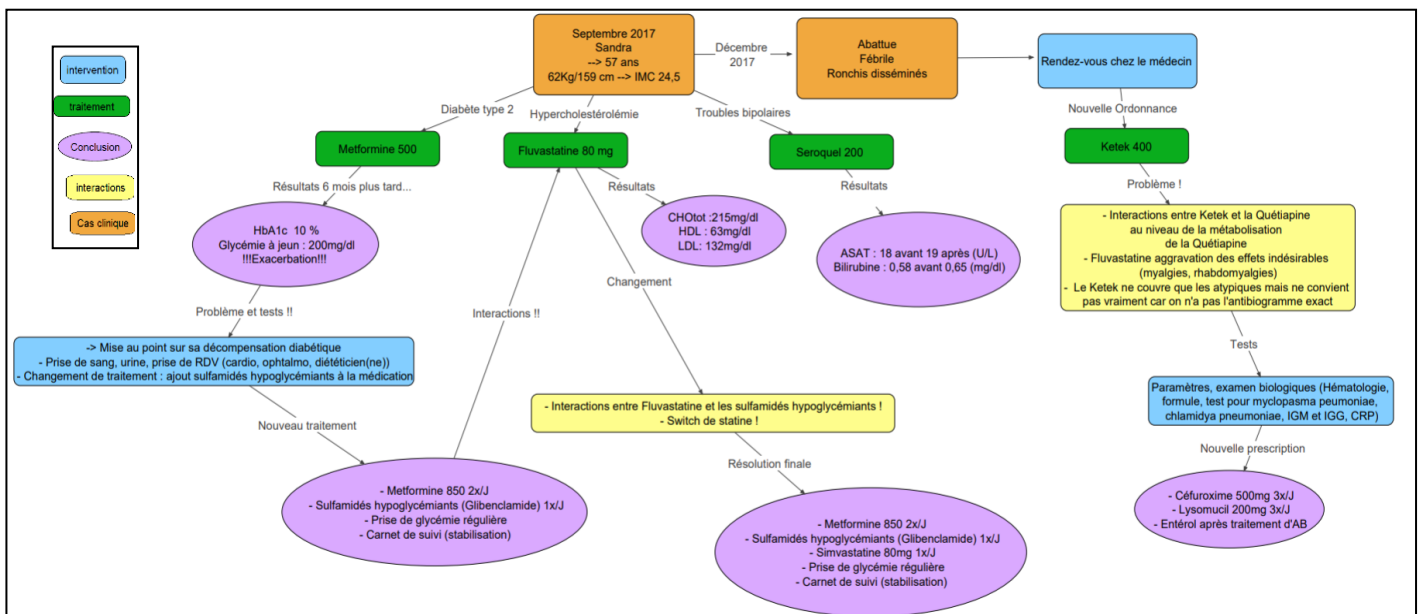 intervention
traitement
Conclusion
interactions
Cas clinique
Septembre 2017
Sandra
--> 57 ans
62Kg/159 cm --> IMC 24,5
Décembre
2017
Abattue
Fébrile
Ronchis disséminés
Rendez-vous chez le médecin
Diabète type 2
Hypercholestérolémie
Troubles bipolaires
Nouvelle Ordonnance
Metformine 500
Fluvastatine 80 mg
Seroquel 200
Ketek 400
Résultats 6 mois plus tard...
Résultats
Résultats
Problème !
HbA1c 10 %
Glycémie à jeun : 200mg/dl
!!!Exacerbation!!!
CHOtot :215mg/dl
HDL : 63mg/dl
LDL: 132mg/dl
ASAT : 18 avant 19 après (U/L)
Bilirubine : 0,58 avant 0,65 (mg/dl)
- Interactions entre Ketek et la Quétiapine
au niveau de la métabolisation
de la Quétiapine
- Fluvastatine aggravation des effets indésirables
(myalgies, rhabdomyalgies)
- Le Ketek ne couvre que les atypiques mais ne convient
pas vraiment car on n'a pas l'antibiogramme exact
Problème et tests !!
Interactions !!
Changement
Tests
-> Mise au point sur sa décompensation diabétique
- Prise de sang, urine, prise de RDV (cardio, ophtalmo, diététicien(ne))
- Changement de traitement : ajout sulfamidés hypoglycémiants à la médication
- Interactions entre Fluvastatine et les sulfamidés hypoglycémiants !
- Switch de statine !
Paramètres, examen biologiques (Hématologie,
formule, test pour myclopasma peumoniae,
chlamidya pneumoniae, IGM et IGG, CRP)
Nouveau traitement
Résolution finale
Nouvelle prescription
- Metformine 850 2x/J
- Sulfamidés hypoglycémiants (Glibenclamide) 1x/J
- Prise de glycémie régulière
- Carnet de suivi (stabilisation)
- Metformine 850 2x/J
- Sulfamidés hypoglycémiants (Glibenclamide) 1x/J
- Simvastatine 80mg 1x/J
- Prise de glycémie régulière
- Carnet de suivi (stabilisation)
- Céfuroxime 500mg 3x/J
- Lysomucil 200mg 3x/J
- Entérol après traitement d'AB